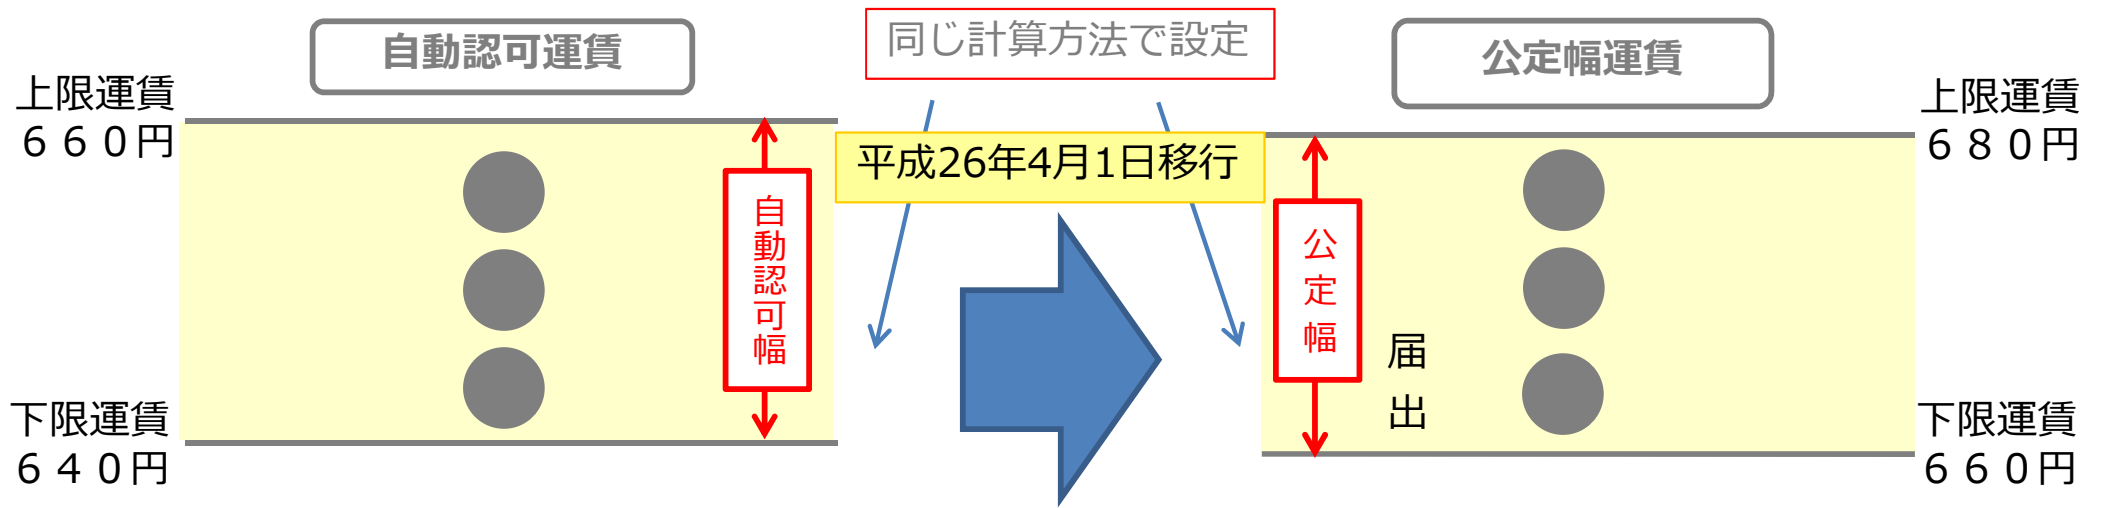 自動認可運賃
同じ計算方法で設定
公定幅運賃
上限運賃
６６０円
上限運賃
６８０円
平成26年4月1日移行
自動認可幅
公定幅
届出
下限運賃
６４０円
下限運賃
６６０円